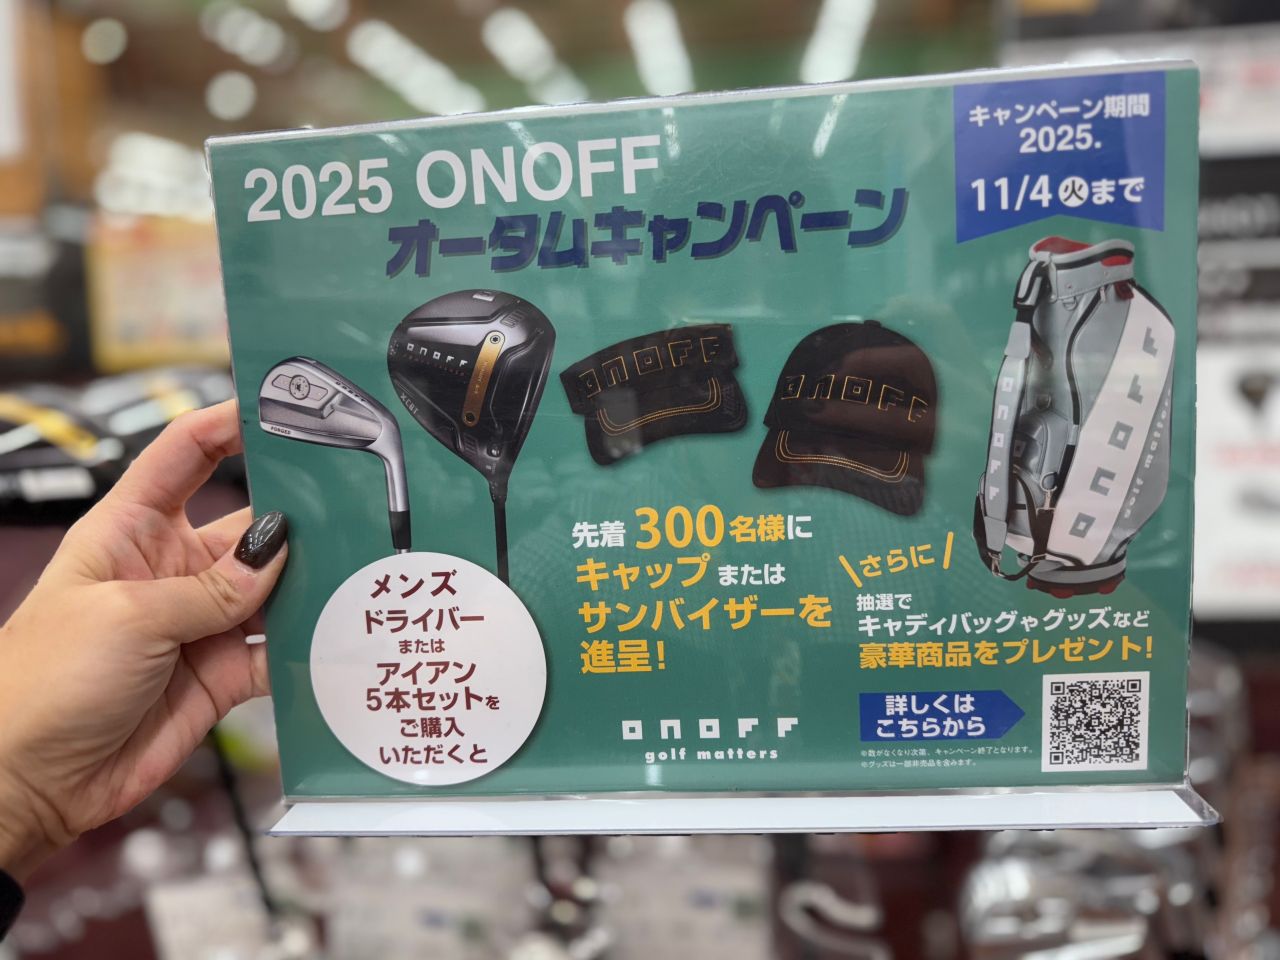 2025 ONOFF
オータムキャンペーン
キャンペーン期間
2025.
11/4㊋まで
ONOFF
FORGED
ONOFF
ONOFF
ONOFF
ONOFF
先着300名様に
キャップまたは
サンバイザーを
進呈!
メンズ
ドライバー
または
アイアン
5本セットを
ご購入
いただくと
\さらに/
抽選で
キャディバッグやグッズなど
豪華商品をプレゼント!
ONOFF
golf matters
詳しくは
こちらから
※数がなくなり次第、キャンペーン終了となります。
※グッズは一部非売品を含みます。